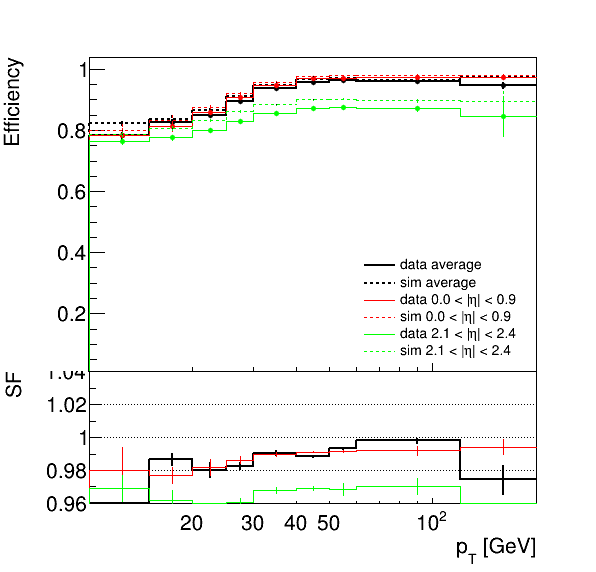 Efficiency
1
0.8
0.6
0.4
0.2
data average
sim average
data 0.0 < |η| < 0.9
sim 0.0 < |η| < 0.9
data 2.1 < |η| < 2.4
sim 2.1 < |η| < 2.4
SF
1.04
1.02
1
0.98
0.96
20 30 40 50 10²
p_T [GeV]